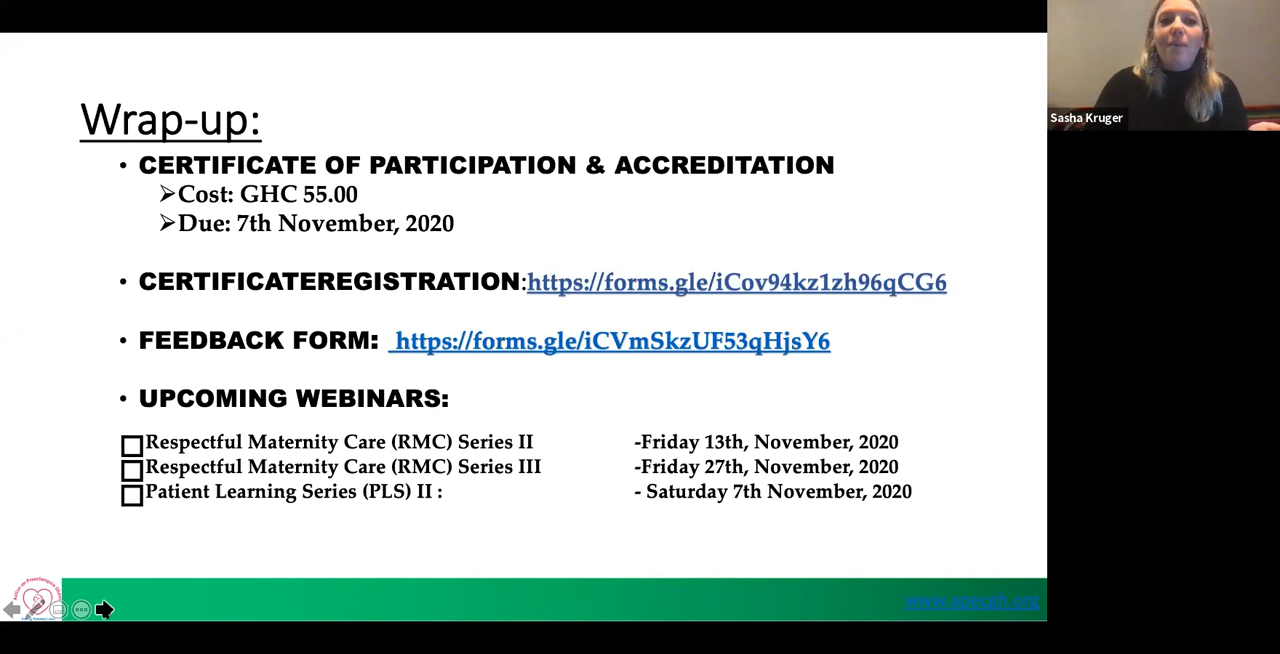 Wrap-up:
• CERTIFICATE OF PARTICIPATION & ACCREDITATION
➢Cost: GHC 55.00
➢Due: 7th November, 2020
• CERTIFICATEREGISTRATION:https://forms.gle/iCov94kz1zh96qCG6
• FEEDBACK FORM: https://forms.gle/iCVmSkzUF53qHjsY6
• UPCOMING WEBINARS:
☐Respectful Maternity Care (RMC) Series II -Friday 13th, November, 2020
☐Respectful Maternity Care (RMC) Series III -Friday 27th, November, 2020
☐Patient Learning Series (PLS) II : - Saturday 7th November, 2020
www.apecgh.org
Sasha Kruger